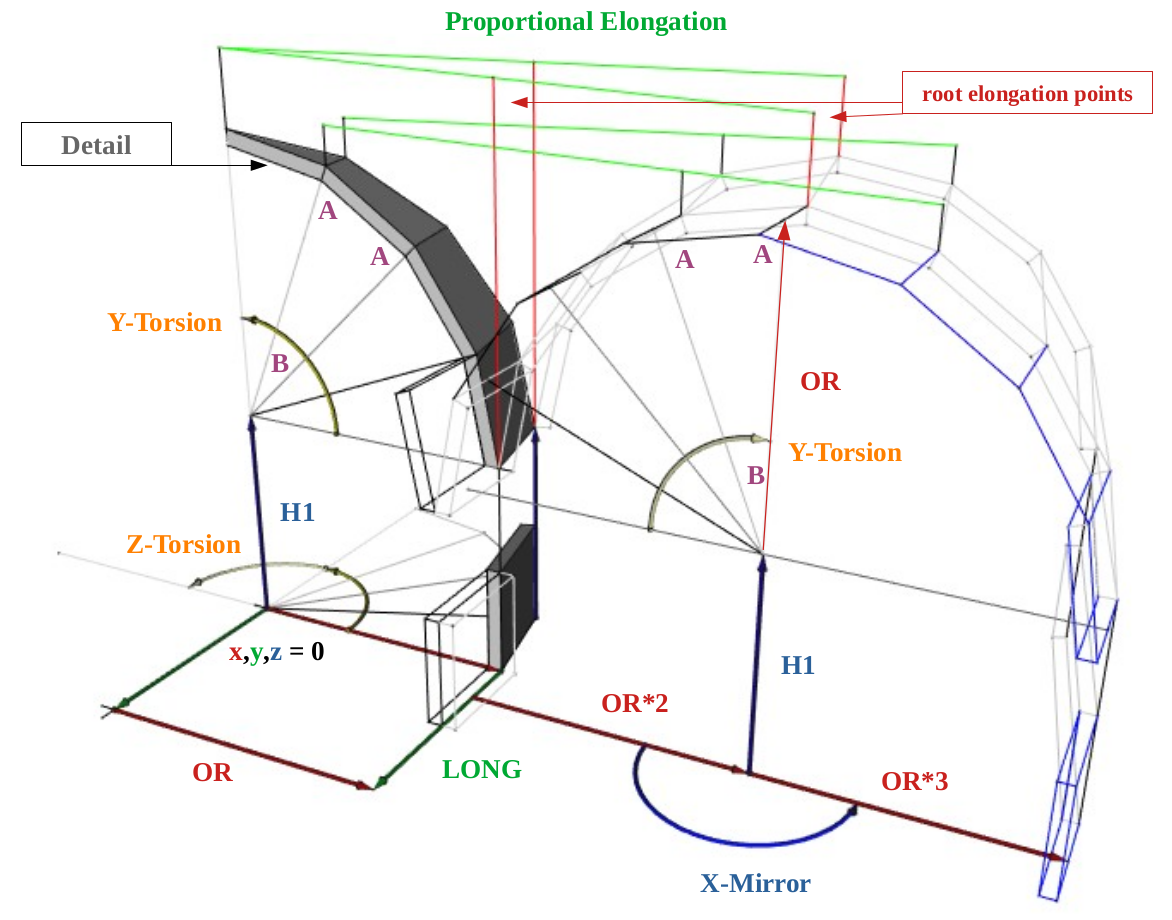 Proportional Elongation
root elongation points
Detail
A
A
A
A
Y-Torsion
B
OR
Y-Torsion
B
H1
Z-Torsion
x,y,z = 0
H1
OR*2
OR
LONG
OR*3
X-Mirror